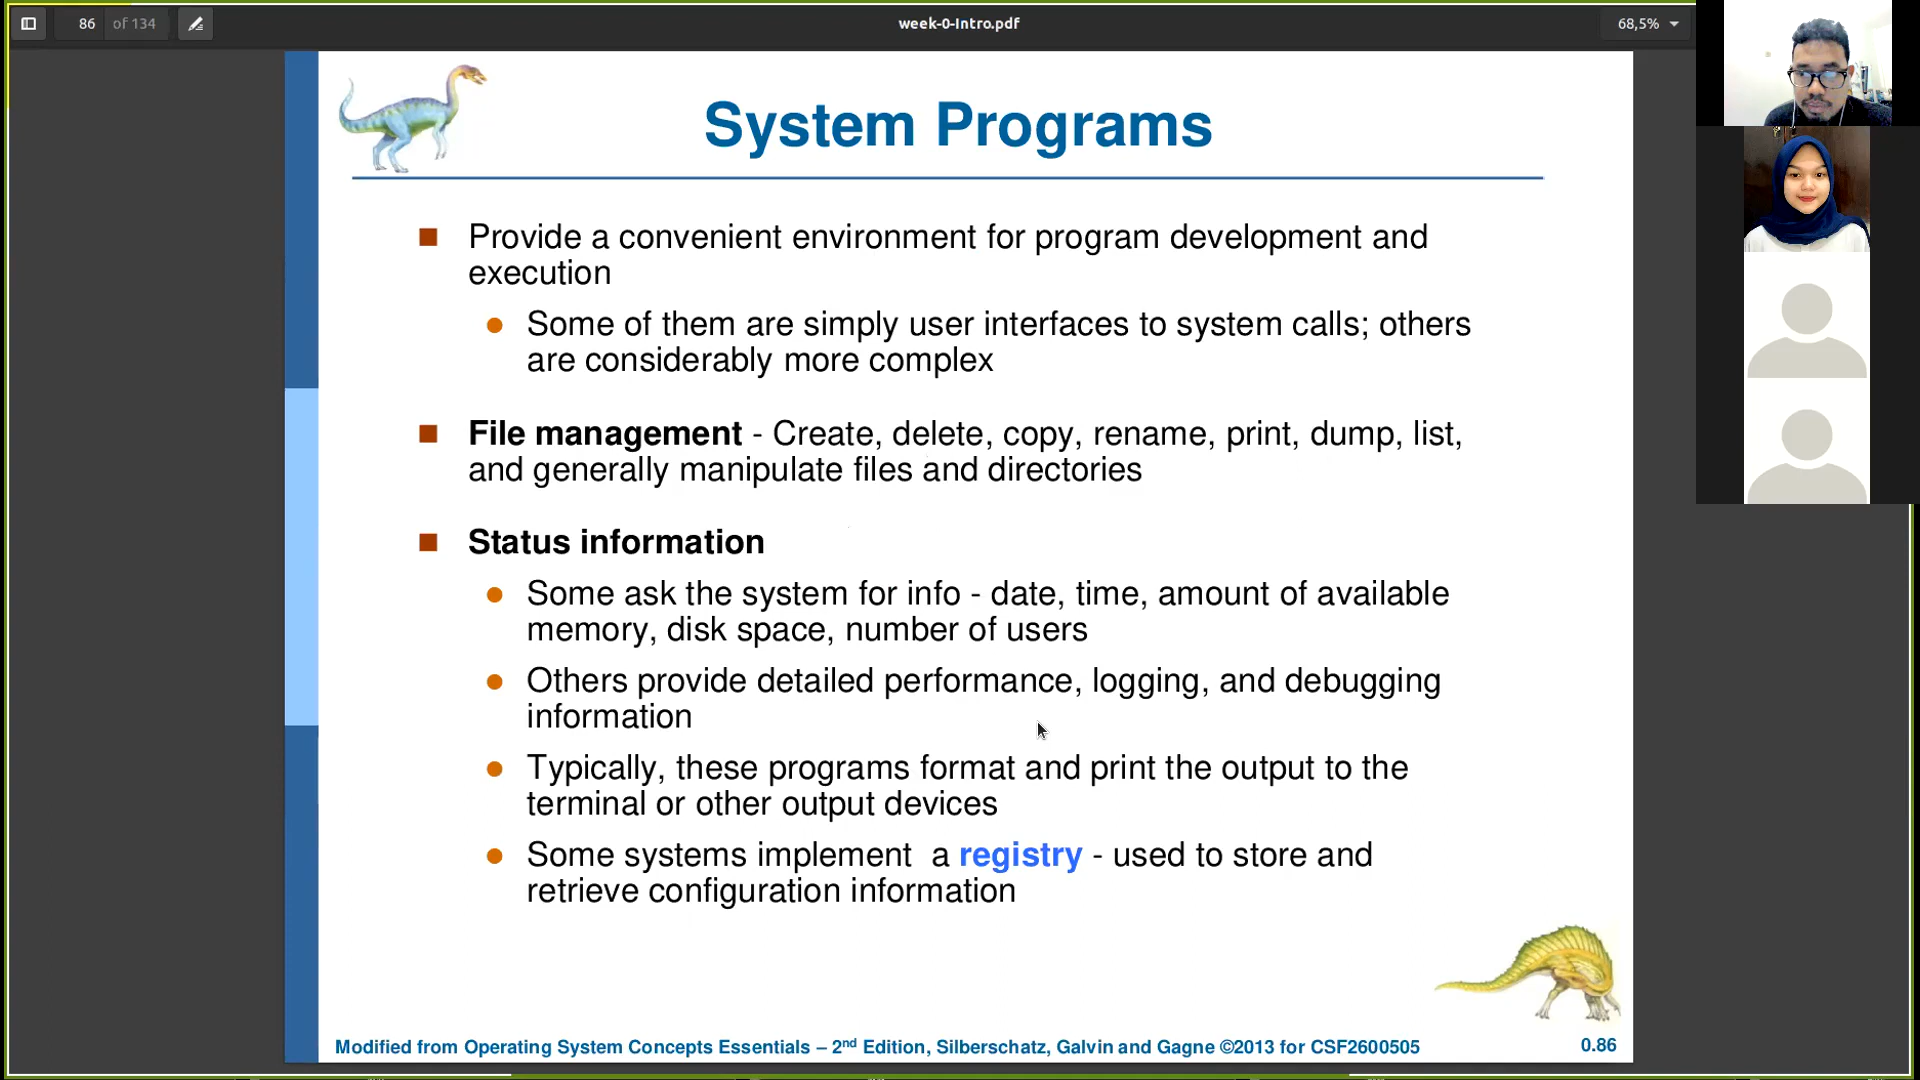 86 of 134
week-0-Intro.pdf
68,5%
System Programs
Provide a convenient environment for program development and
execution
Some of them are simply user interfaces to system calls; others
are considerably more complex
File management - Create, delete, copy, rename, print, dump, list,
and generally manipulate files and directories
Status information
Some ask the system for info - date, time, amount of available
memory, disk space, number of users
Others provide detailed performance, logging, and debugging
information
Typically, these programs format and print the output to the
terminal or other output devices
Some systems implement  a registry - used to store and
retrieve configuration information
Modified from Operating System Concepts Essentials – 2nd Edition, Silberschatz, Galvin and Gagne ©2013 for CSF2600505
0.86